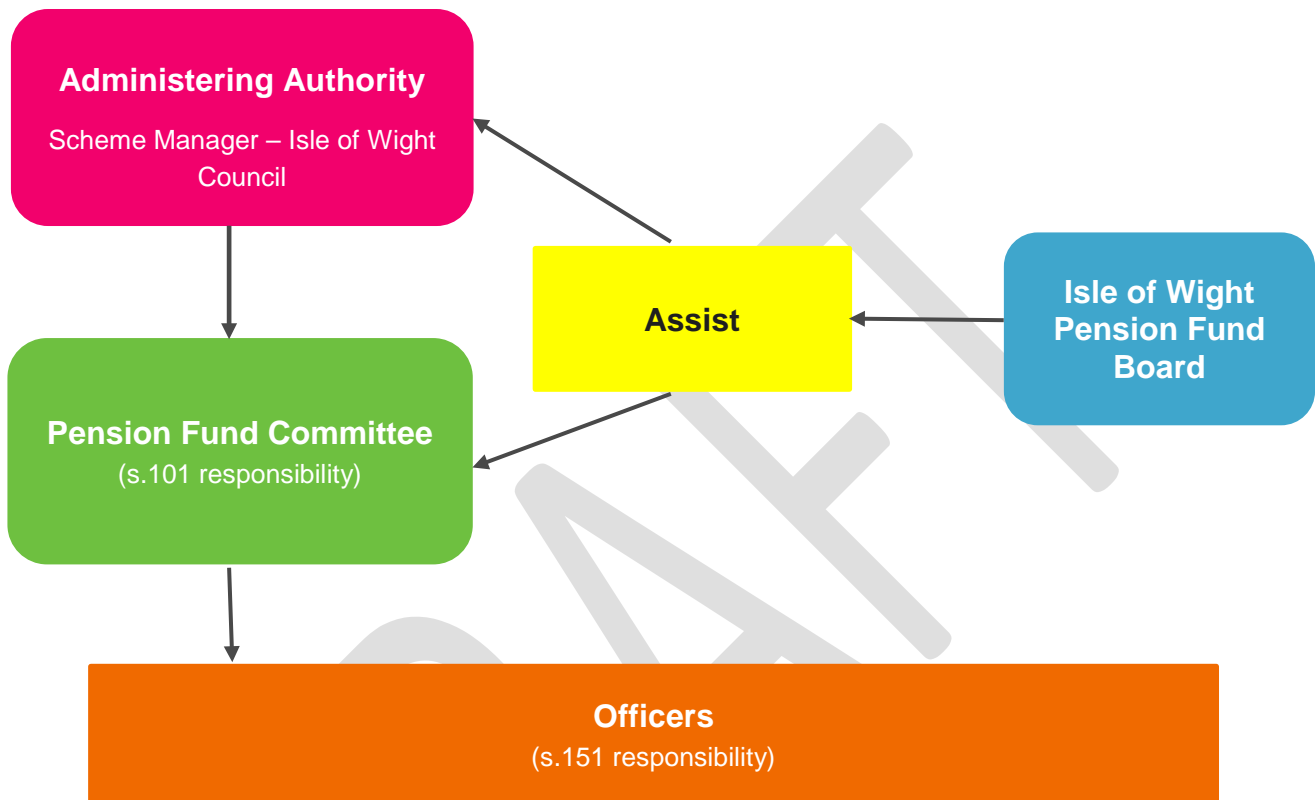 Administering Authority
Scheme Manager – Isle of Wight
Council
Assist
Isle of Wight
Pension Fund
Board
Pension Fund Committee
(s.101 responsibility)
Officers
(s.151 responsibility)
DRAFT